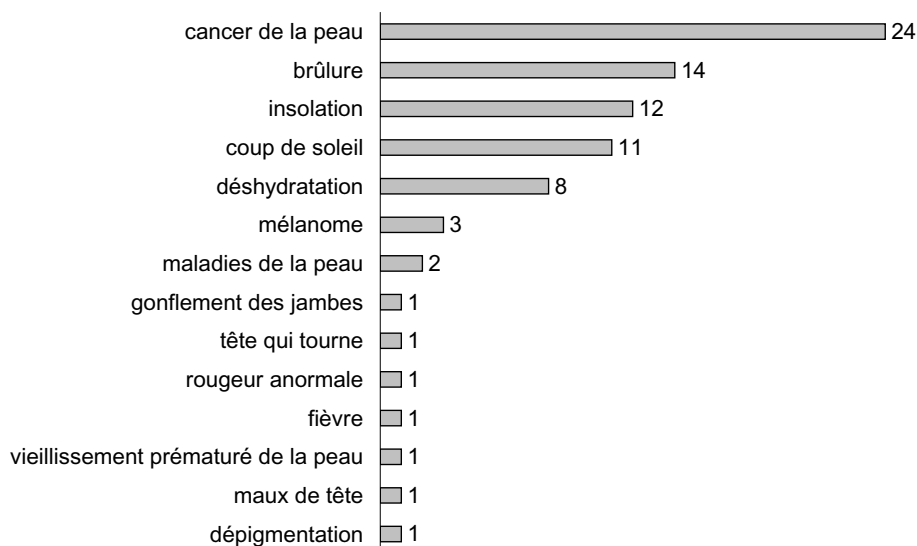 cancer de la peau 24
brûlure 14
insolation 12
coup de soleil 11
déshydratation 8
mélanome 3
maladies de la peau 2
gonflement des jambes 1
tête qui tourne 1
rougeur anormale 1
fièvre 1
vieillissement prématuré de la peau 1
maux de tête 1
dépigmentation 1